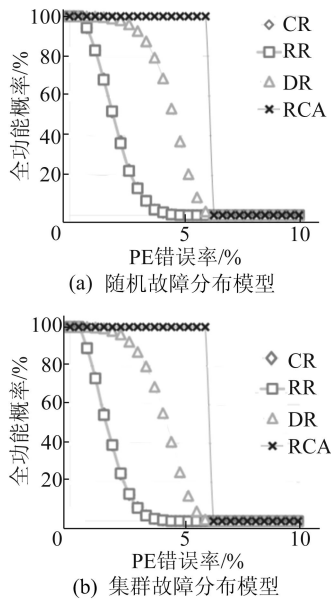 100
80
60
40
20
全功能概率/%
◇ CR
□ RR
△ DR
× RCA
0
5
10
PE错误率/%
(a) 随机故障分布模型
100
80
60
40
20
全功能概率/%
◇ CR
□ RR
△ DR
× RCA
0
5
10
PE错误率/%
(b) 集群故障分布模型